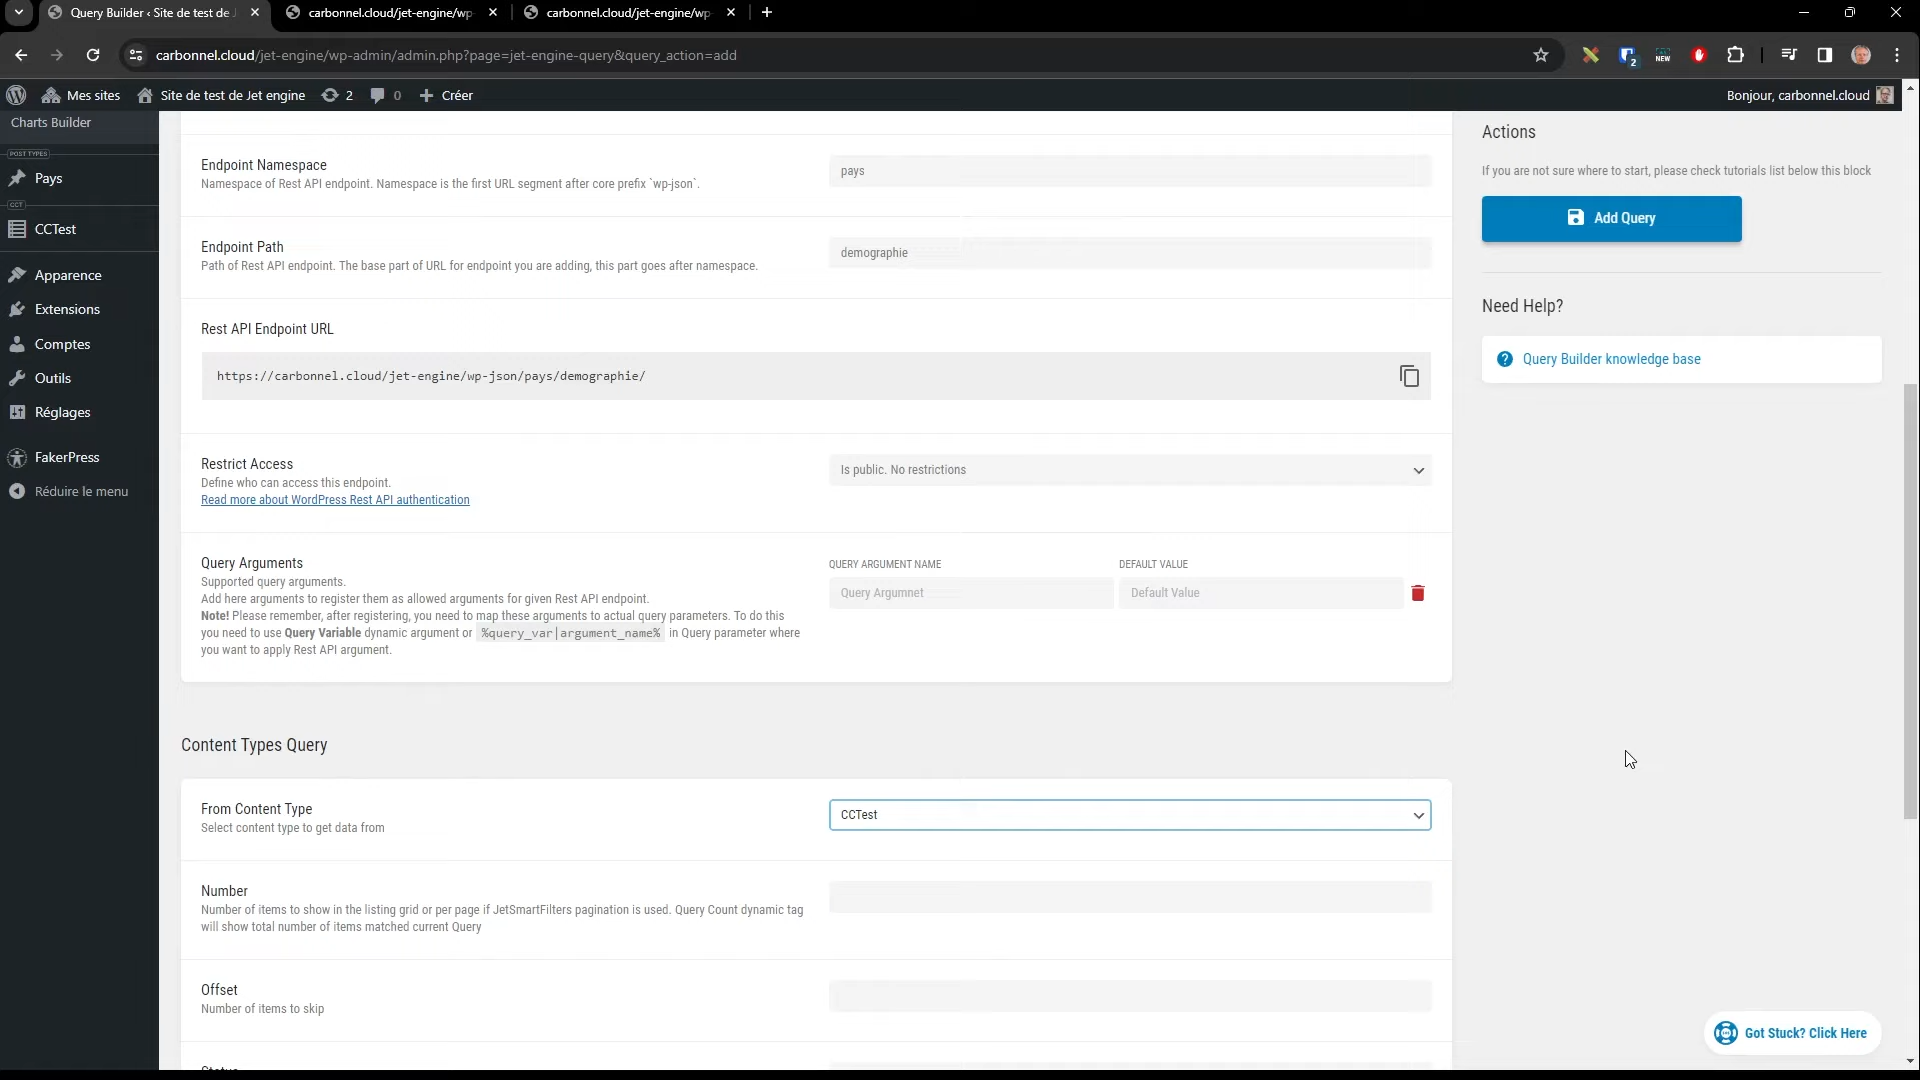 Query Builder ‹ Site de test de J
carbonnel.cloud/jet-engine/wp-
carbonnel.cloud/jet-engine/wp-
carbonnel.cloud/jet-engine/wp-admin/admin.php?page=jet-engine-query&query_action=add
2
NEW
Mes sites
Site de test de Jet engine
2
0
Créer
Bonjour, carbonnel.cloud
Charts Builder
POST TYPES
Pays
CCT
CCTest
Apparence
Extensions
Comptes
Outils
Réglages
FakerPress
Réduire le menu
Endpoint Namespace
Namespace of Rest API endpoint. Namespace is the first URL segment after core prefix `wp-json`.
pays
Endpoint Path
Path of Rest API endpoint. The base part of URL for endpoint you are adding, this part goes after namespace.
demographie
Rest API Endpoint URL
https://carbonnel.cloud/jet-engine/wp-json/pays/demographie/
Restrict Access
Define who can access this endpoint.
Read more about WordPress Rest API authentication
Is public. No restrictions
Query Arguments
Supported query arguments.
Add here arguments to register them as allowed arguments for given Rest API endpoint.
Note! Please remember, after registering, you need to map these arguments to actual query parameters. To do this
you need to use Query Variable dynamic argument or %query_var|argument_name% in Query parameter where
you want to apply Rest API argument.
QUERY ARGUMENT NAME
DEFAULT VALUE
Query Argumnet
Default Value
Content Types Query
From Content Type
Select content type to get data from
CCTest
Number
Number of items to show in the listing grid or per page if JetSmartFilters pagination is used. Query Count dynamic tag
will show total number of items matched current Query
Offset
Number of items to skip
Actions
If you are not sure where to start, please check tutorials list below this block
Add Query
Need Help?
Query Builder knowledge base
Got Stuck? Click Here